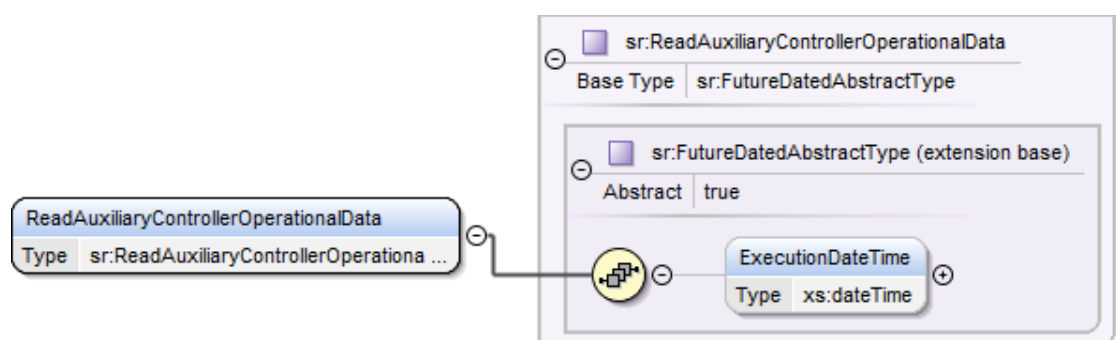 sr:ReadAuxiliaryControllerOperationalData
Base Type sr:FutureDatedAbstractType
sr:FutureDatedAbstractType (extension base)
Abstract true
ReadAuxiliaryControllerOperationalData
Type sr:ReadAuxiliaryControllerOperationa ...
ExecutionDateTime
Type xs:dateTime